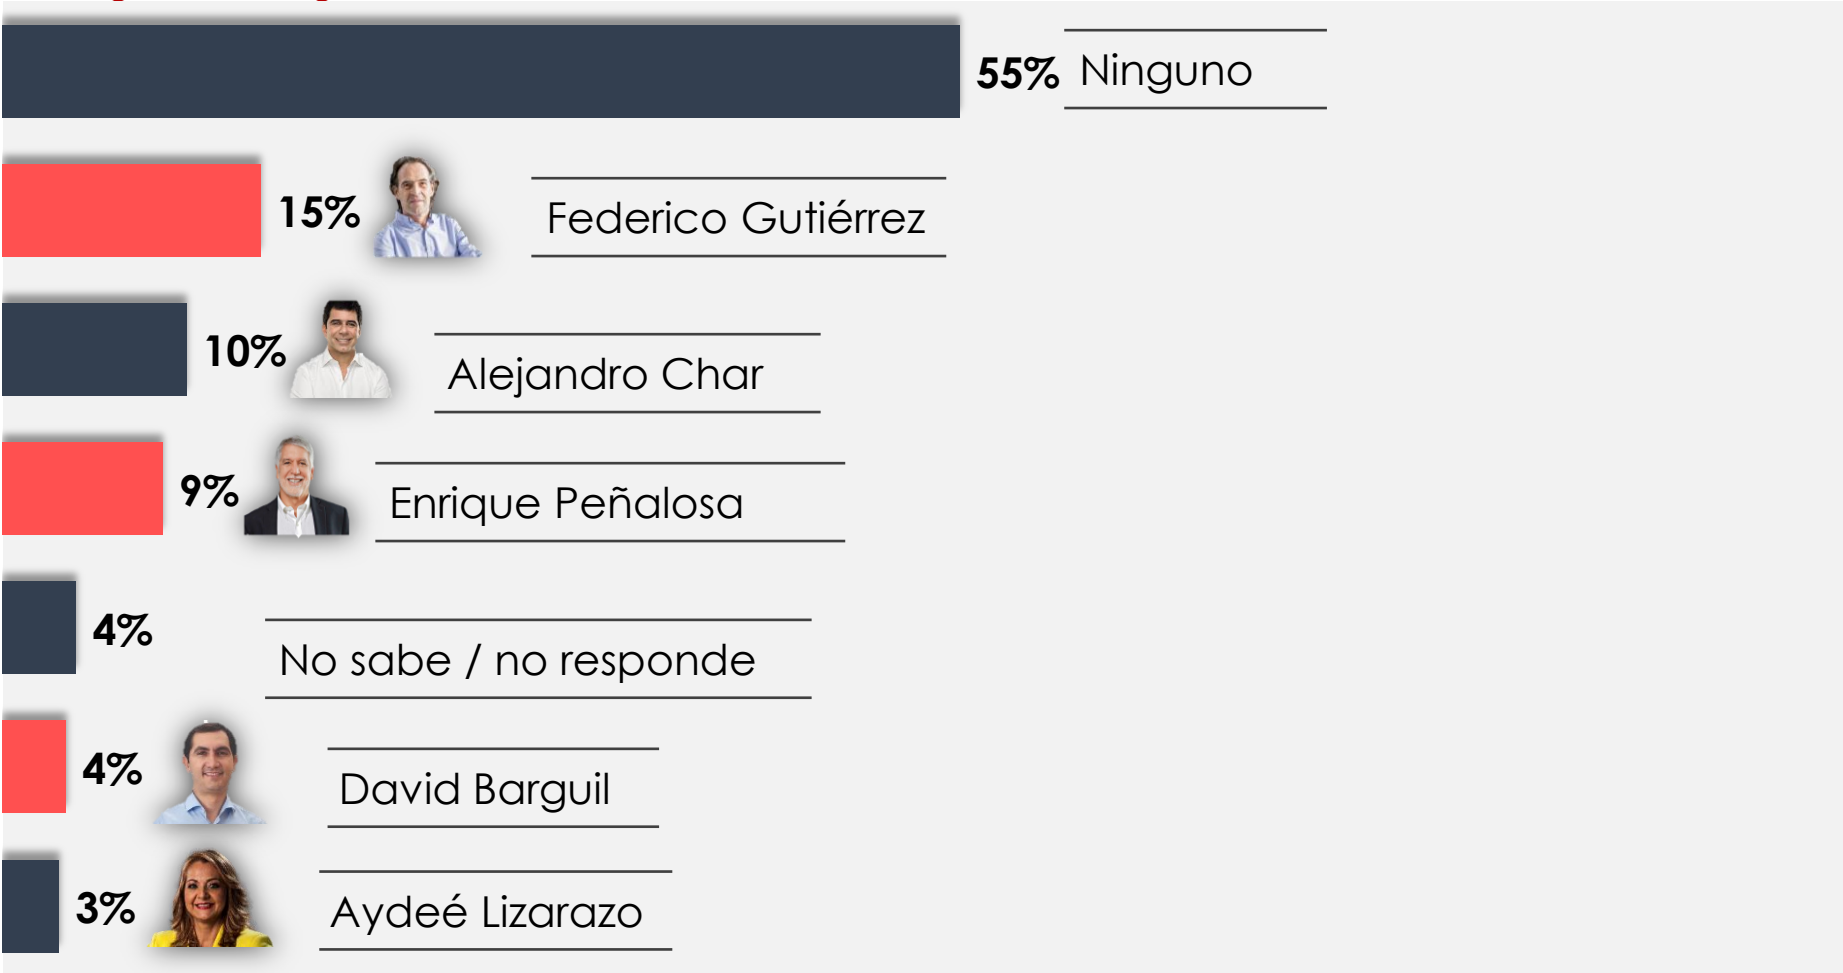 55% Ninguno
15% Federico Gutiérrez
10% Alejandro Char
9% Enrique Peñalosa
4% No sabe / no responde
4% David Barguil
3% Aydeé Lizarazo